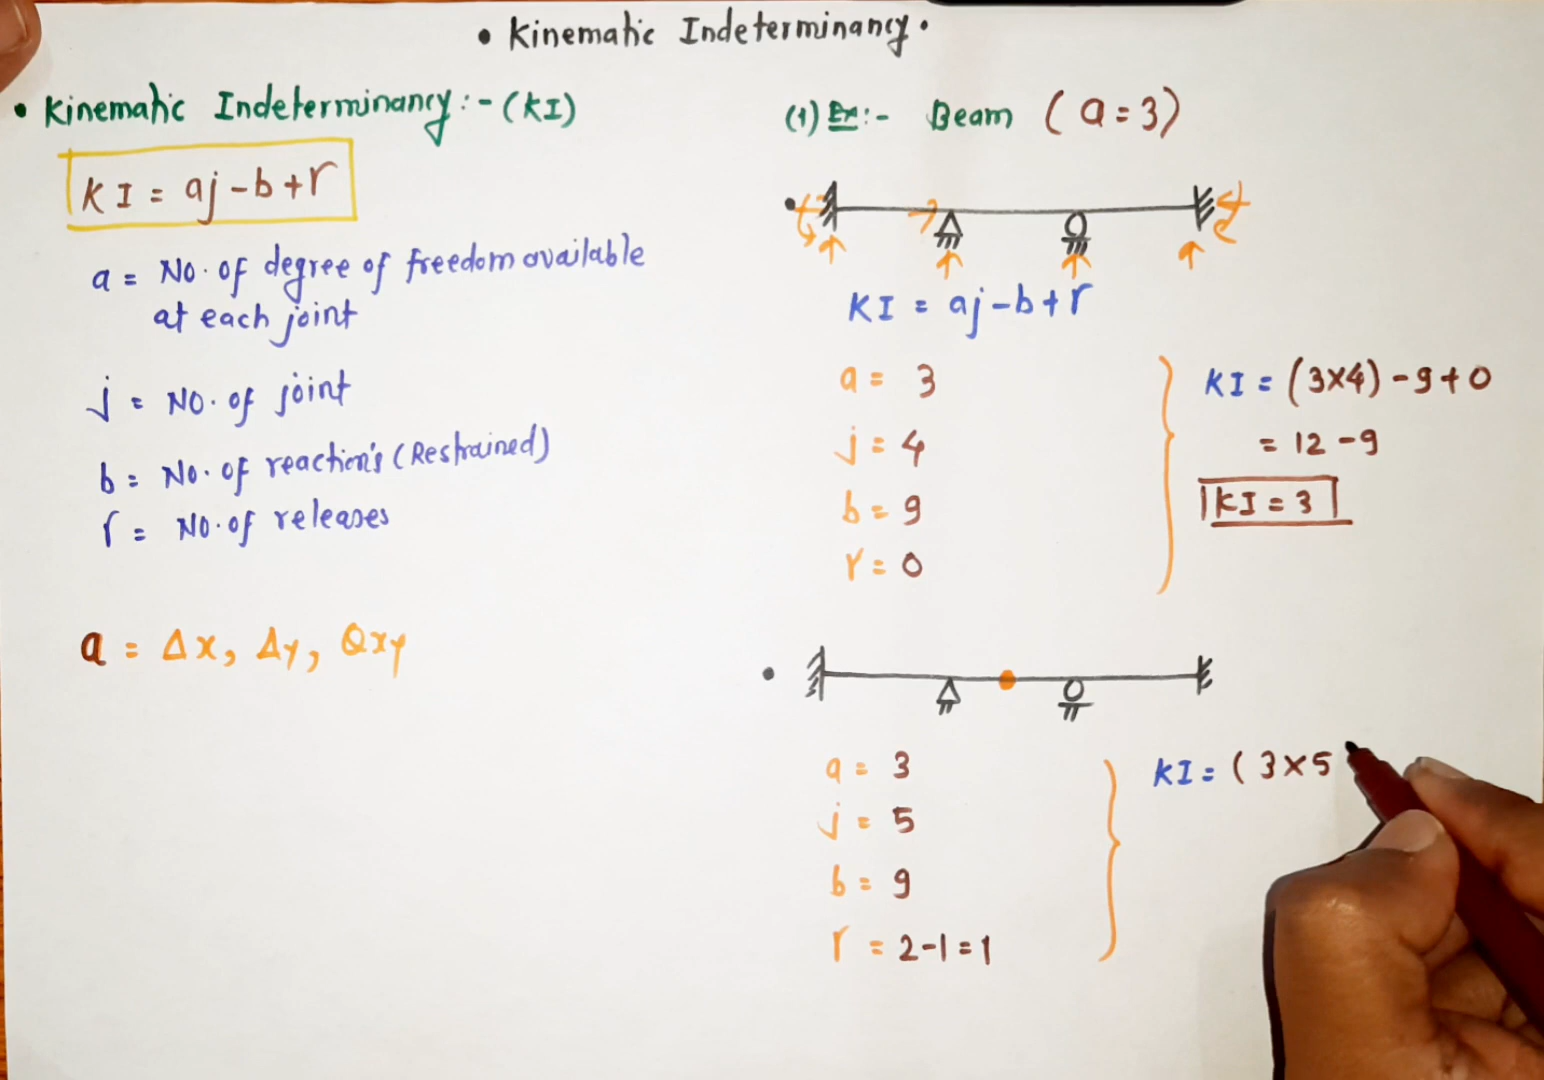 • Kinematic Indeterminancy •
• Kinematic Indeterminancy :- (KI)
KI = aj - b + r
a = No. of degree of freedom available
at each joint
j = No. of joint
b = No. of reaction's (Restrained)
r = No. of releases
a = Δx, Δy, Qxy
(1) Ex :- Beam (a = 3)
KI = aj - b + r
a = 3
j = 4
b = 9
r = 0
KI = (3×4) - 9 + 0
= 12 - 9
KI = 3
a = 3
j = 5
b = 9
r = 2-1 = 1
KI = (3×5